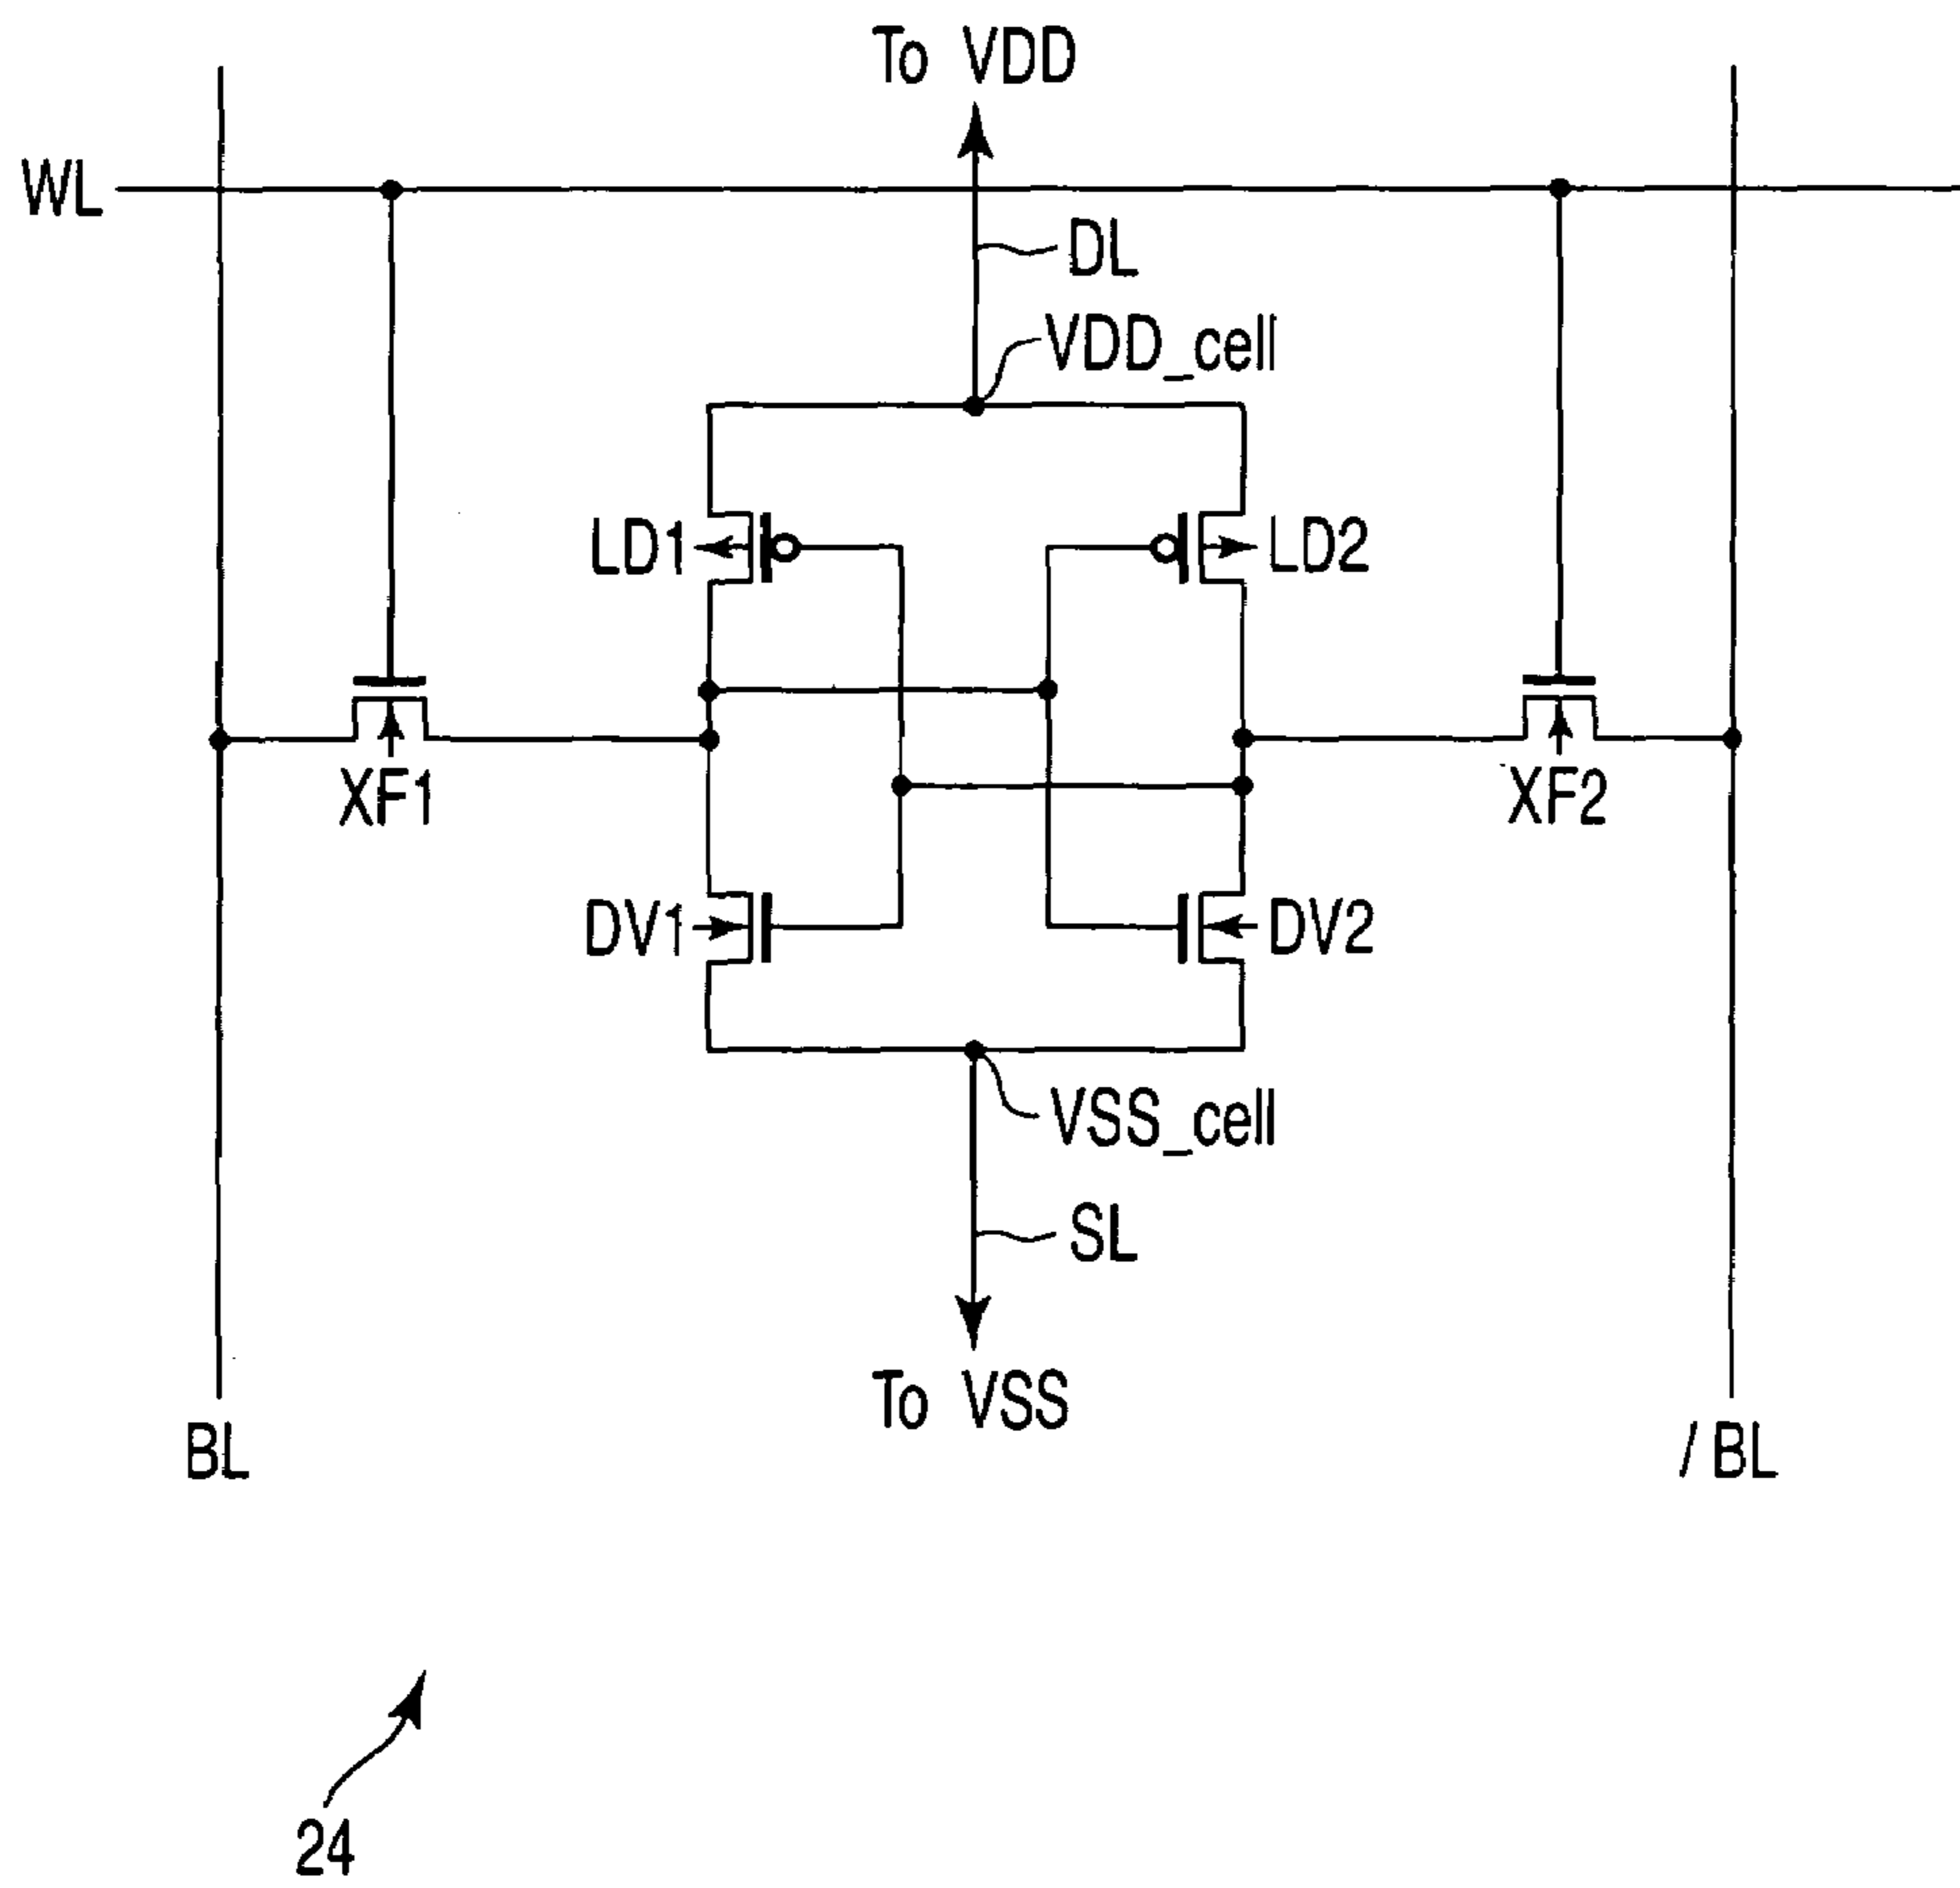 To VDD
WL
DL
VDD_cell
LD1
LD2
XF1
XF2
DV1
DV2
VSS_cell
SL
To VSS
BL
/BL
24